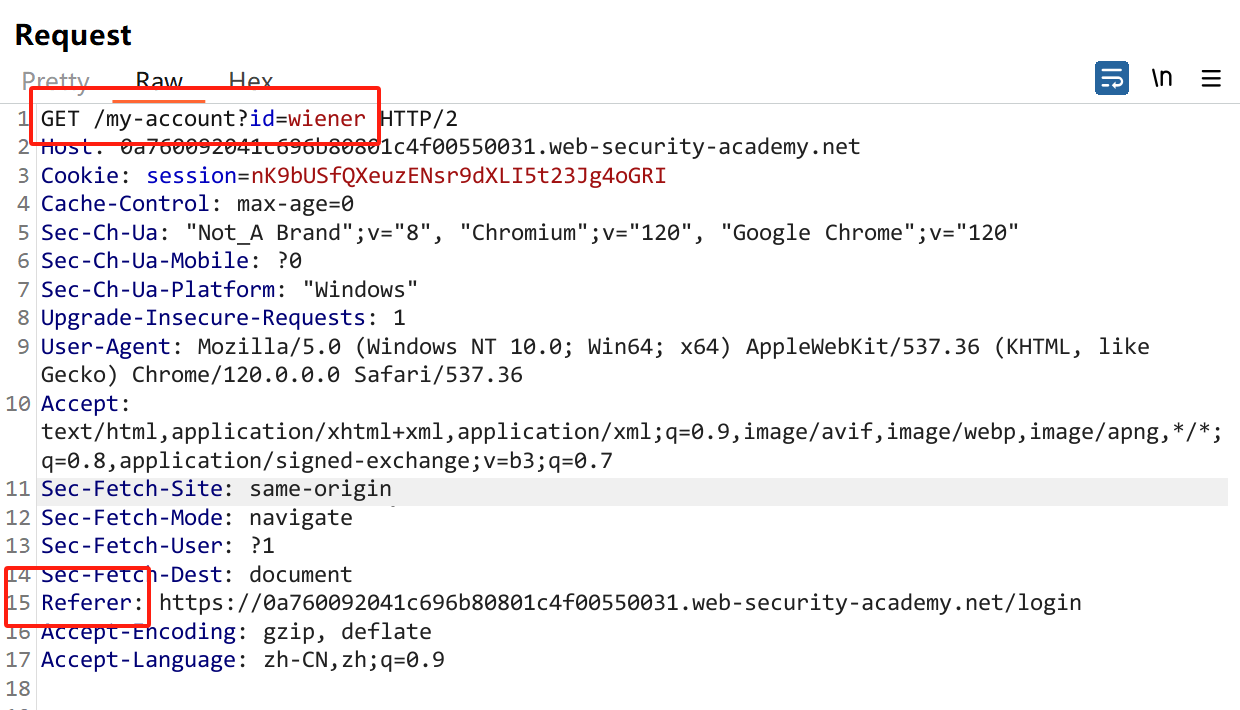 Request
Pretty Raw Hex
\n
1 GET /my-account?id=wiener HTTP/2
2 Host: 0a760092041c696b80801c4f00550031.web-security-academy.net
3 Cookie: session=nK9bUSfQXeuzENsr9dXLI5t23Jg4oGRI
4 Cache-Control: max-age=0
5 Sec-Ch-Ua: "Not_A Brand";v="8", "Chromium";v="120", "Google Chrome";v="120"
6 Sec-Ch-Ua-Mobile: ?0
7 Sec-Ch-Ua-Platform: "Windows"
8 Upgrade-Insecure-Requests: 1
9 User-Agent: Mozilla/5.0 (Windows NT 10.0; Win64; x64) AppleWebKit/537.36 (KHTML, like
Gecko) Chrome/120.0.0.0 Safari/537.36
10 Accept:
text/html,application/xhtml+xml,application/xml;q=0.9,image/avif,image/webp,image/apng,*/*;
q=0.8,application/signed-exchange;v=b3;q=0.7
11 Sec-Fetch-Site: same-origin
12 Sec-Fetch-Mode: navigate
13 Sec-Fetch-User: ?1
14 Sec-Fetch-Dest: document
15 Referer: https://0a760092041c696b80801c4f00550031.web-security-academy.net/login
16 Accept-Encoding: gzip, deflate
17 Accept-Language: zh-CN,zh;q=0.9
18